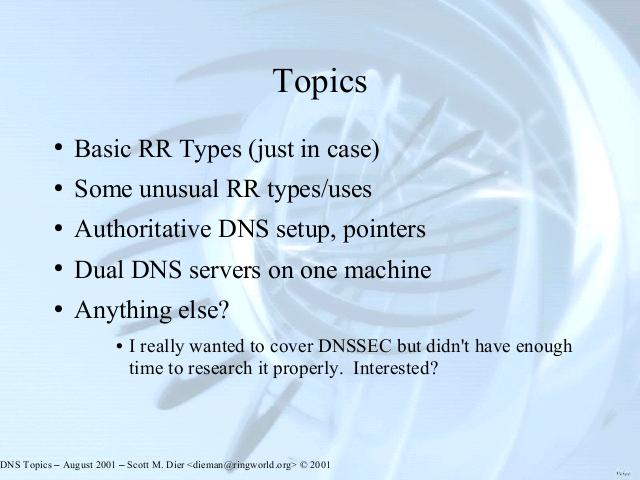 Topics
• Basic RR Types (just in case)
• Some unusual RR types/uses
• Authoritative DNS setup, pointers
• Dual DNS servers on one machine
• Anything else?
• I really wanted to cover DNSSEC but didn't have enough
time to research it properly.  Interested?
DNS Topics – August 2001 – Scott M. Dier <dieman@ringworld.org> © 2001